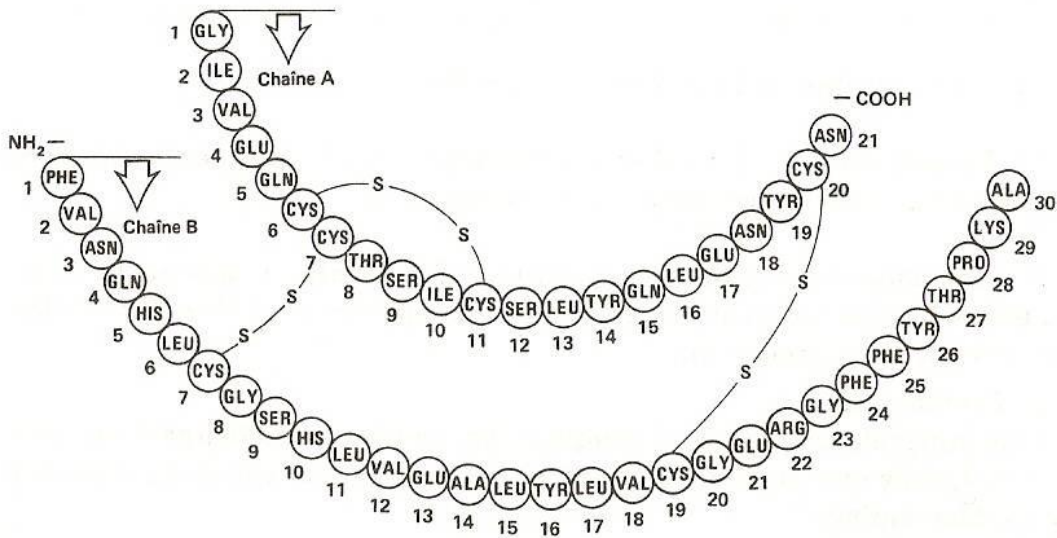 Chaîne A
1 GLY
2 ILE
3 VAL
4 GLU
5 GLN
6 CYS
7 CYS
8 THR
9 SER
10 ILE
11 CYS
12 SER
13 LEU
14 TYR
15 GLN
16 LEU
17 GLU
18 ASN
19 TYR
20 CYS
21 ASN
— COOH
S
S
S
S
S
S
NH₂ —
Chaîne B
1 PHE
2 VAL
3 ASN
4 GLN
5 HIS
6 LEU
7 CYS
8 GLY
9 SER
10 HIS
11 LEU
12 VAL
13 GLU
14 ALA
15 LEU
16 TYR
17 LEU
18 VAL
19 CYS
20 GLY
21 GLU
22 ARG
23 GLY
24 PHE
25 PHE
26 TYR
27 THR
28 PRO
29 LYS
30 ALA